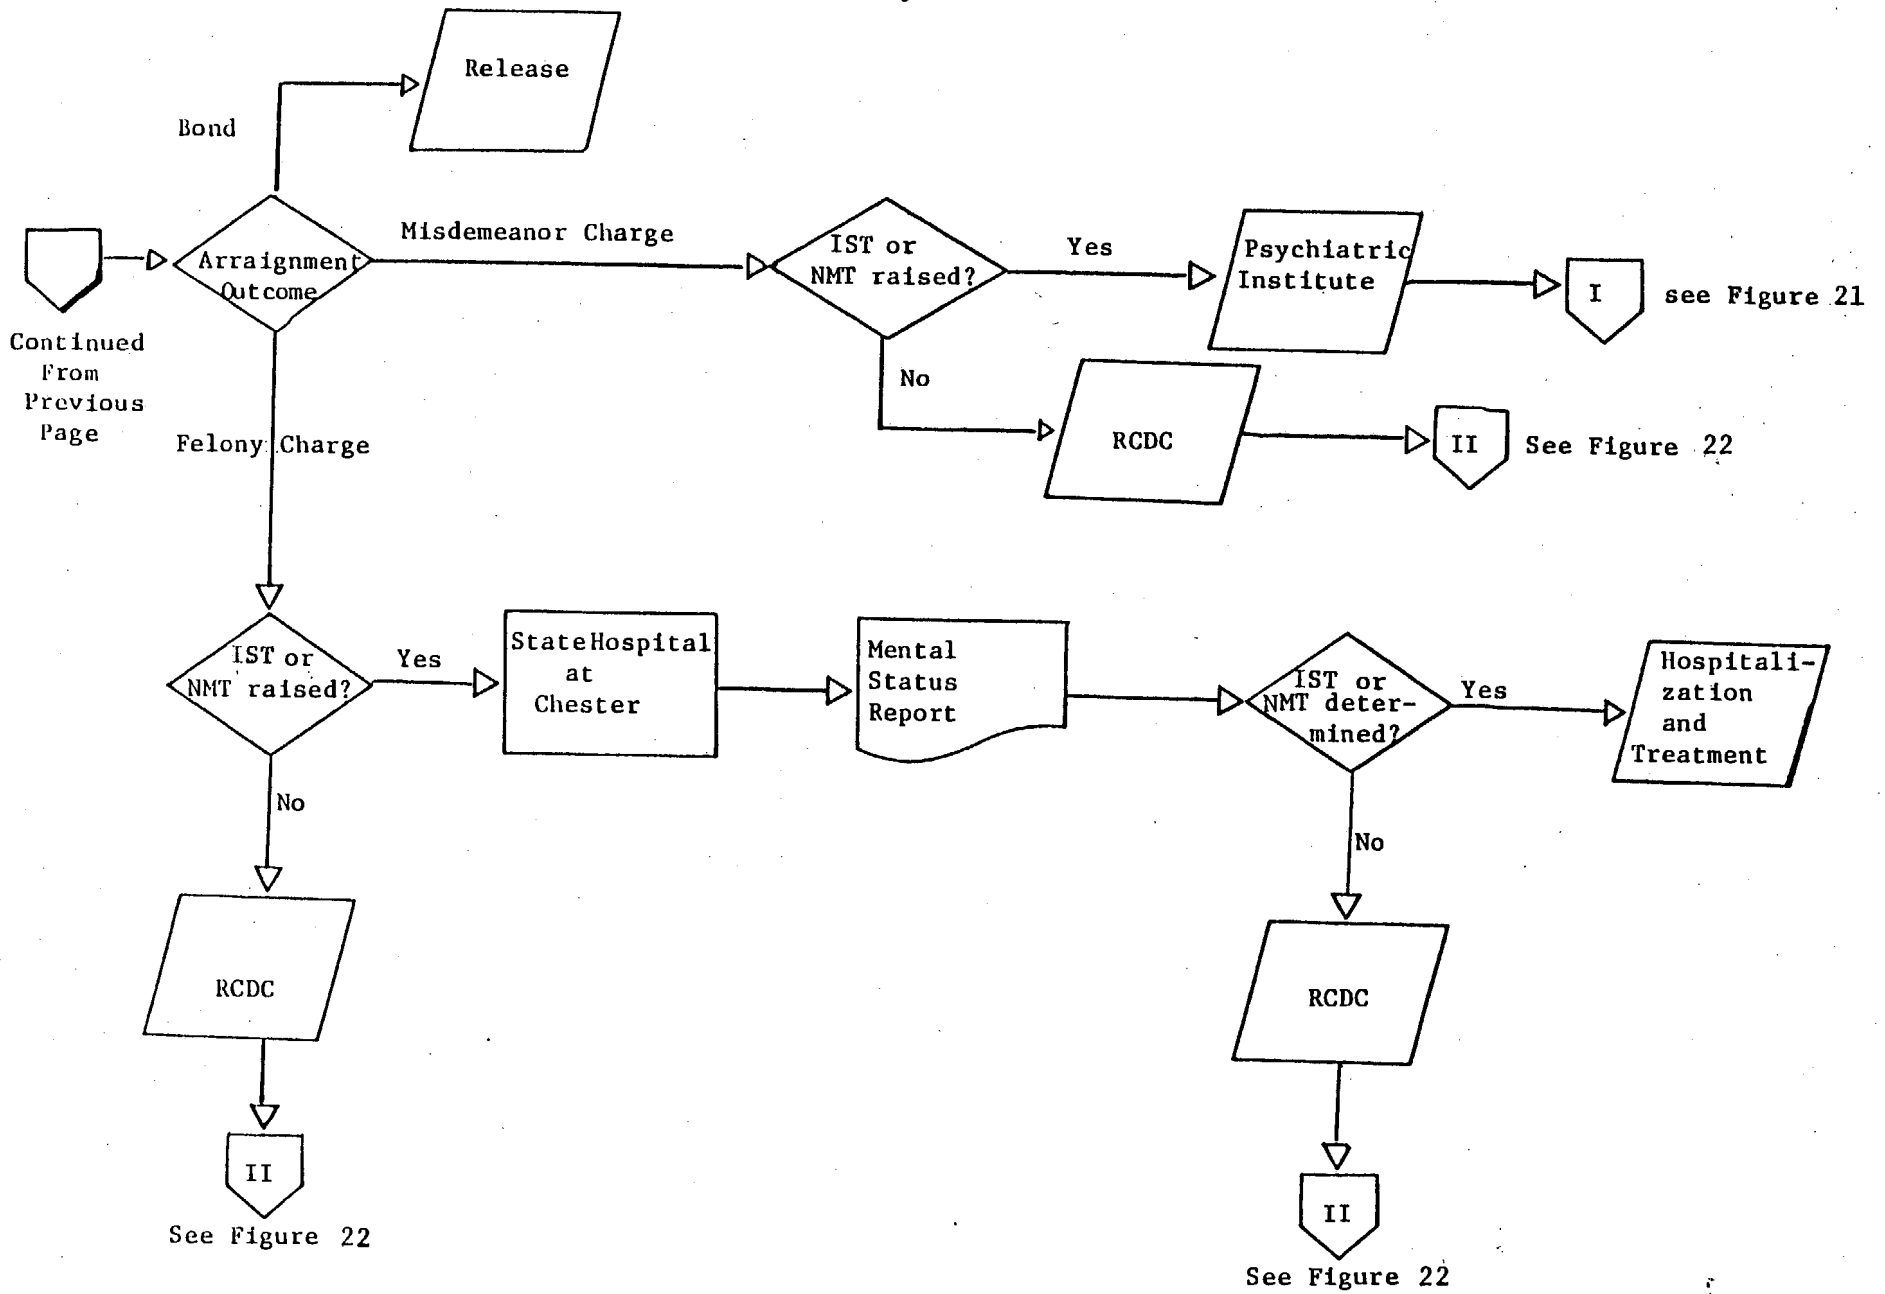 Release
Bond
Misdemeanor Charge
Arraignment
Outcome
IST or
NMT raised?
Yes
Psychiatric
Institute
I
see Figure 21
Continued
From
Previous
Page
No
RCDC
II
See Figure 22
Felony Charge
IST or
NMT raised?
Yes
State Hospital
at
Chester
Mental
Status
Report
IST or
NMT deter-
mined?
Yes
Hospitali-
zation
and
Treatment
No
No
RCDC
RCDC
II
See Figure 22
II
See Figure 22